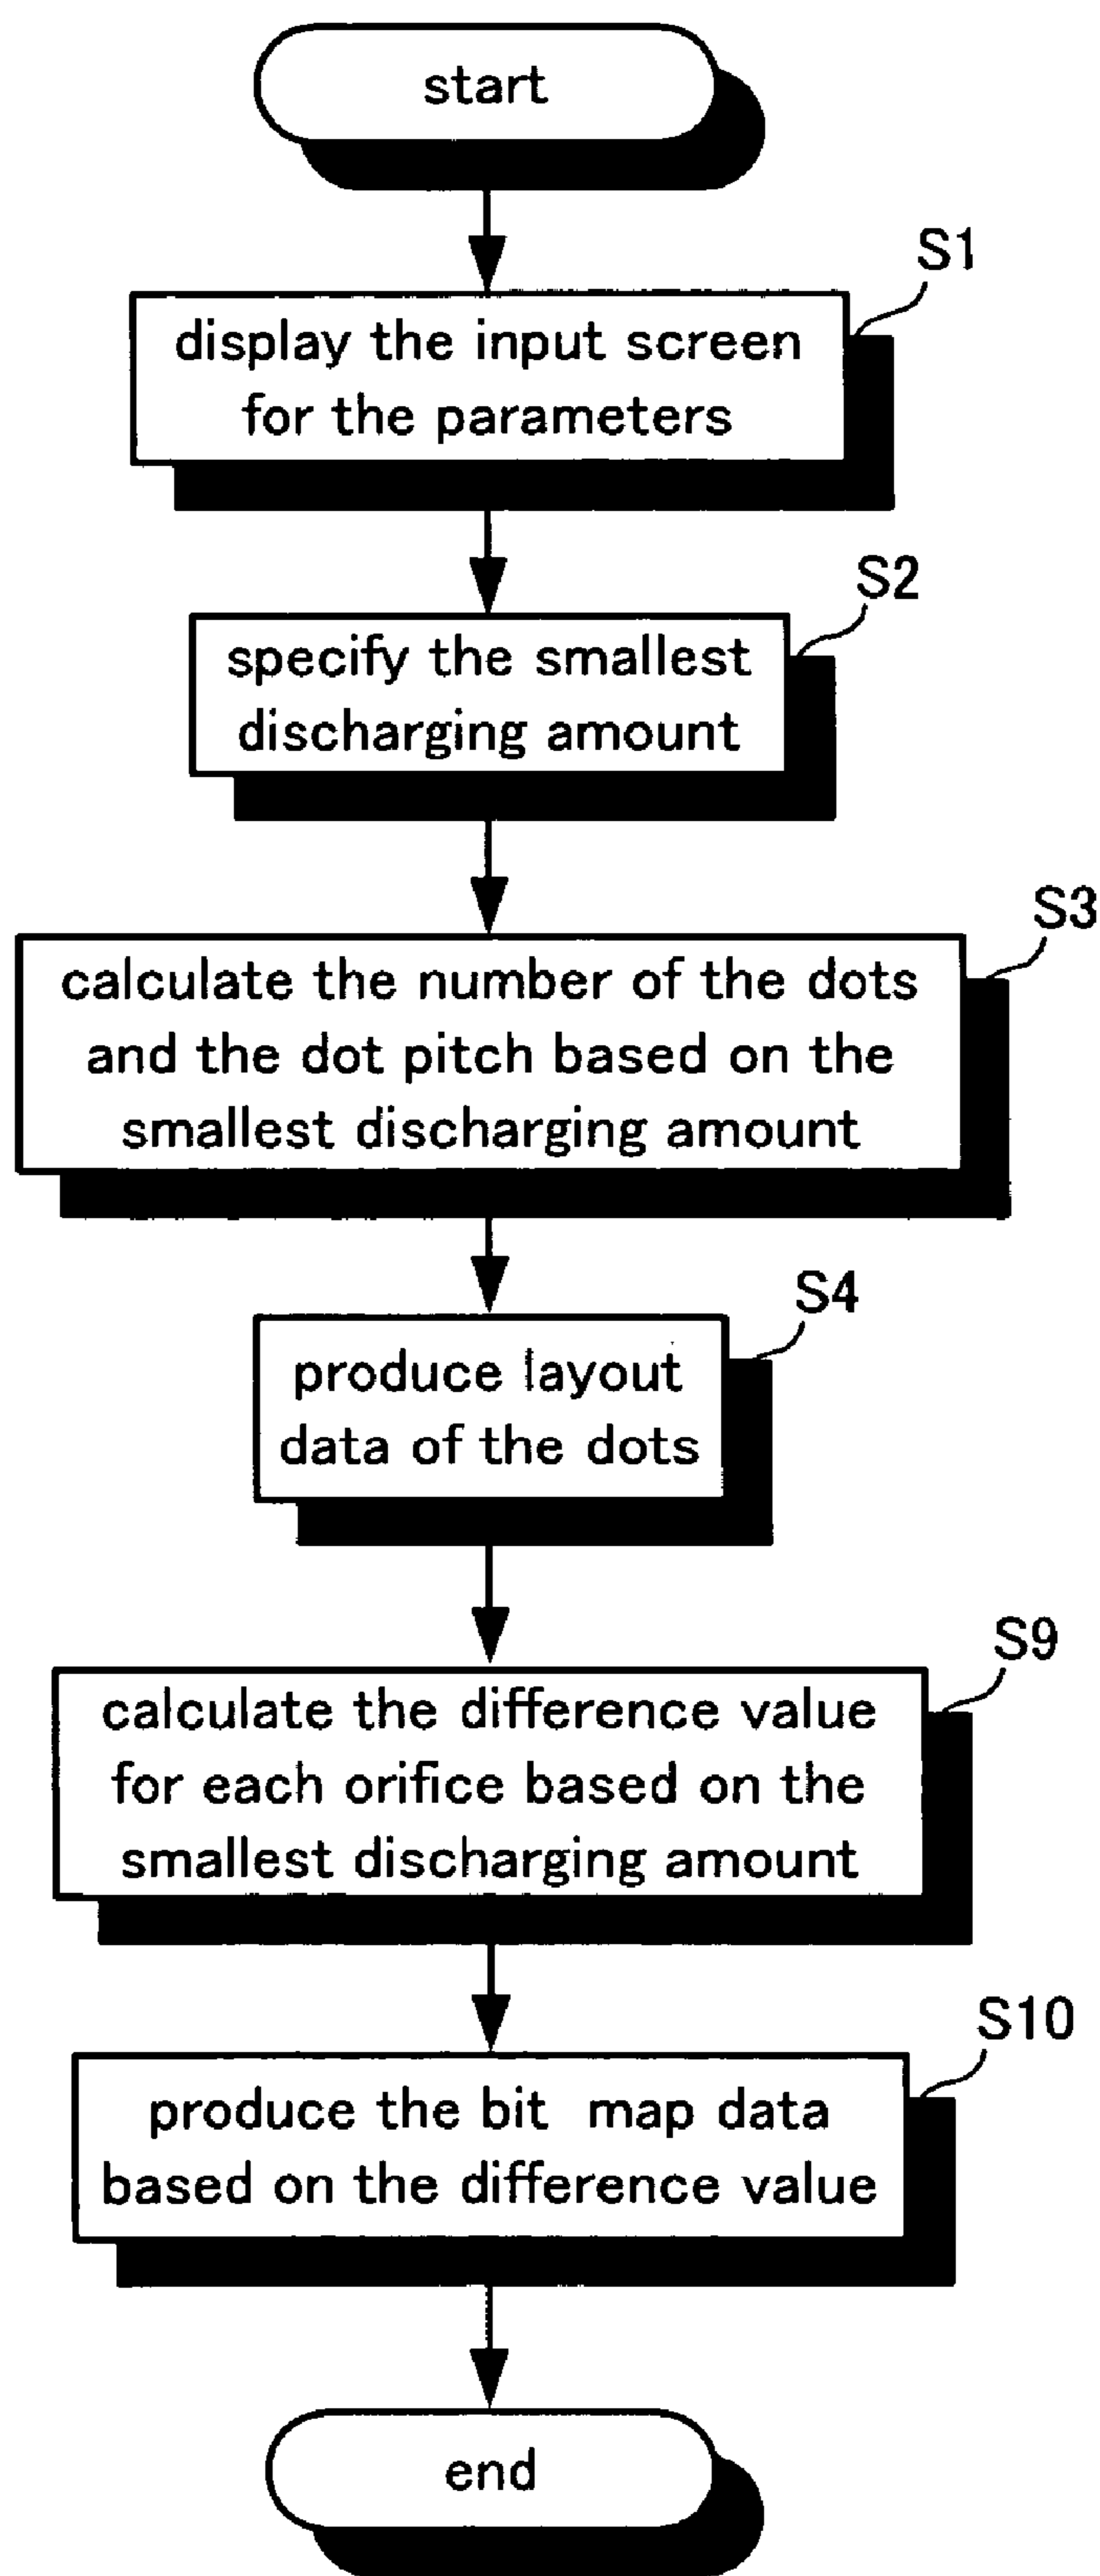 start
S1
display the input screen
for the parameters
S2
specify the smallest
discharging amount
S3
calculate the number of the dots
and the dot pitch based on the
smallest discharging amount
S4
produce layout
data of the dots
S9
calculate the difference value
for each orifice based on the
smallest discharging amount
S10
produce the bit map data
based on the difference value
end